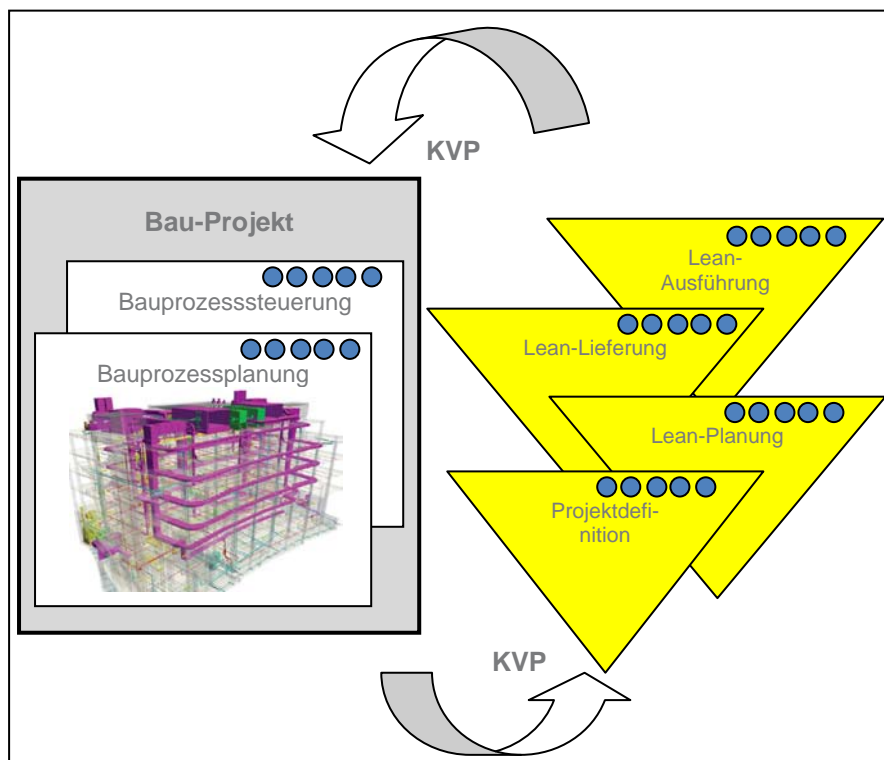 KVP
Bau-Projekt
Bauprozesssteuerung
Bauprozessplanung
Lean-
Ausführung
Lean-Lieferung
Lean-Planung
Projektdefi-
nition
KVP